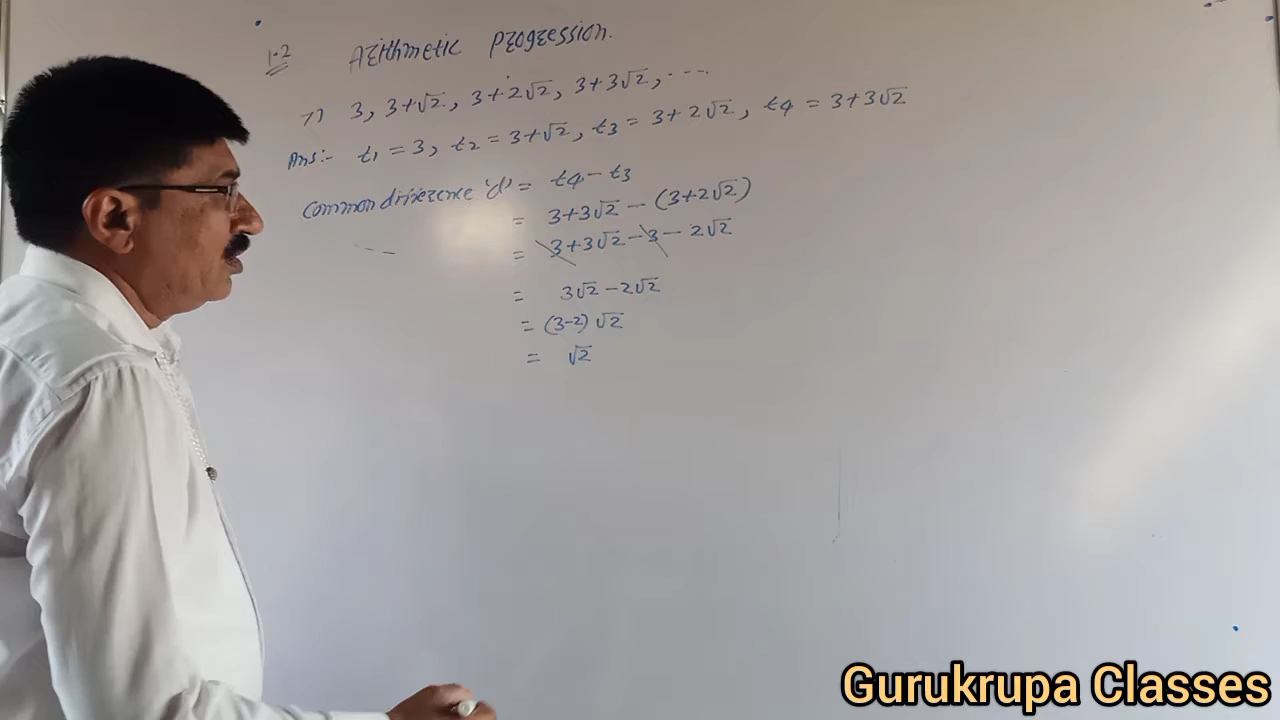 1.2 Arithmetic Progression.
7) 3, 3+√2, 3+2√2, 3+3√2, ....
Ans:- t1 = 3, t2 = 3+√2, t3 = 3+2√2, t4 = 3+3√2
common difference 'd' = t4 - t3
= 3+3√2 - (3+2√2)
= 3+3√2 - 3 - 2√2
= 3√2 - 2√2
= (3-2) √2
= √2
Gurukrupa Classes